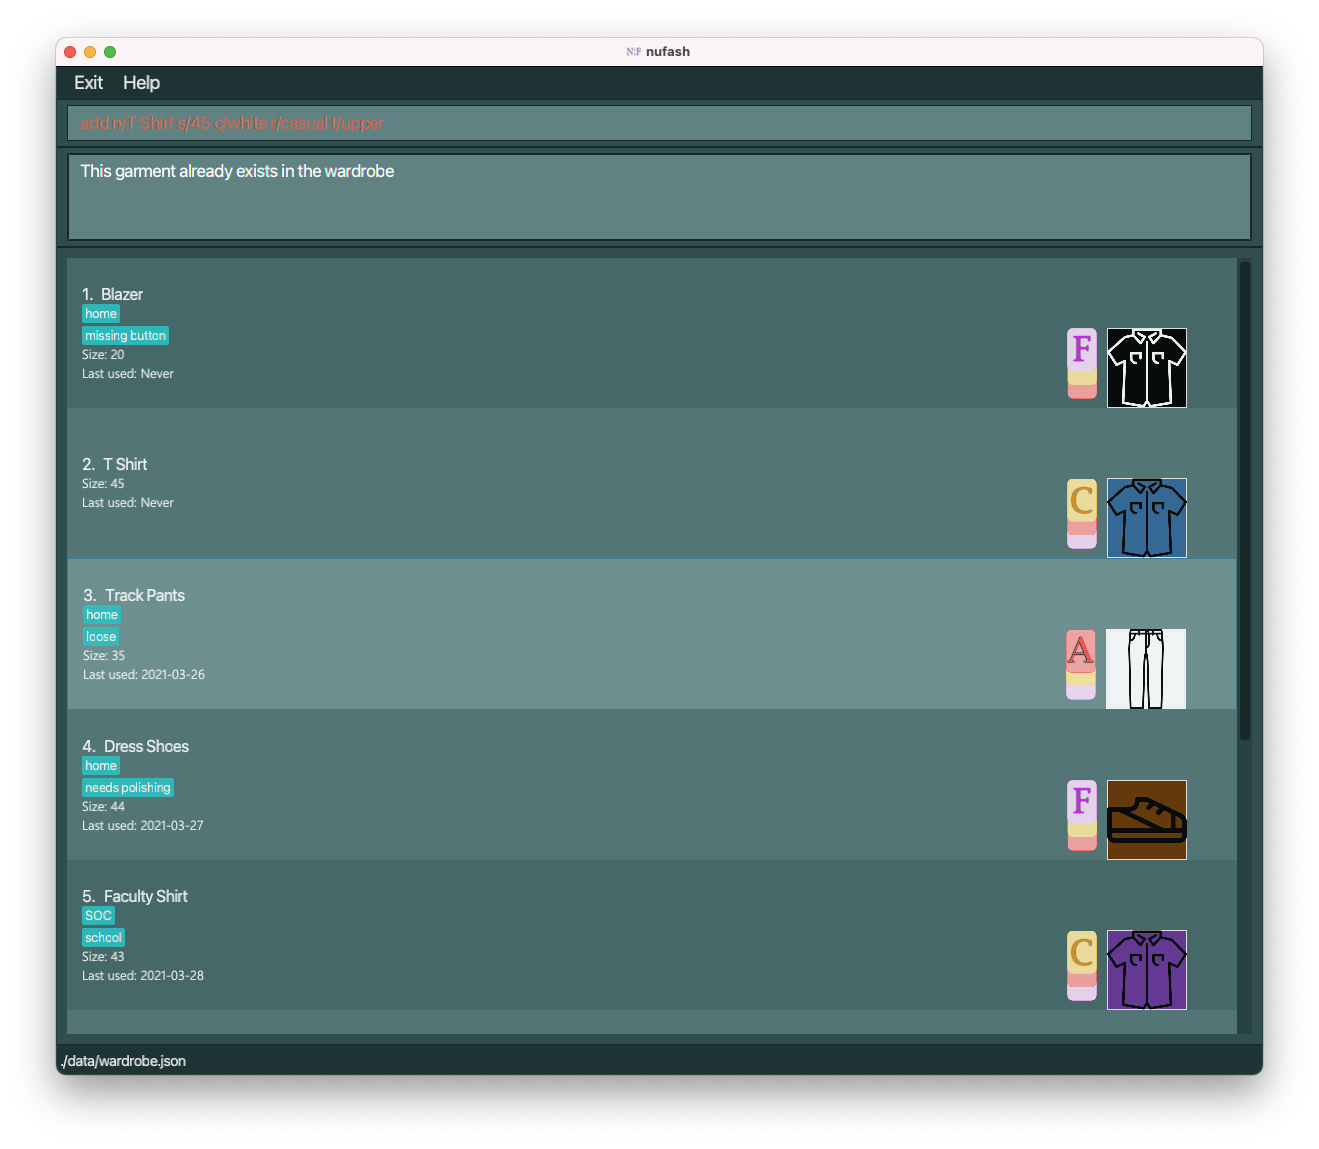 N:F nufash
Exit Help
add n/T Shirt s/45 c/white r/casual t/upper
This garment already exists in the wardrobe
1. Blazer
home
missing button
Size: 20
Last used: Never
F
2. T Shirt
Size: 45
Last used: Never
C
3. Track Pants
home
loose
Size: 35
Last used: 2021-03-26
A
4. Dress Shoes
home
needs polishing
Size: 44
Last used: 2021-03-27
F
5. Faculty Shirt
SOC
school
Size: 43
Last used: 2021-03-28
C
./data/wardrobe.json